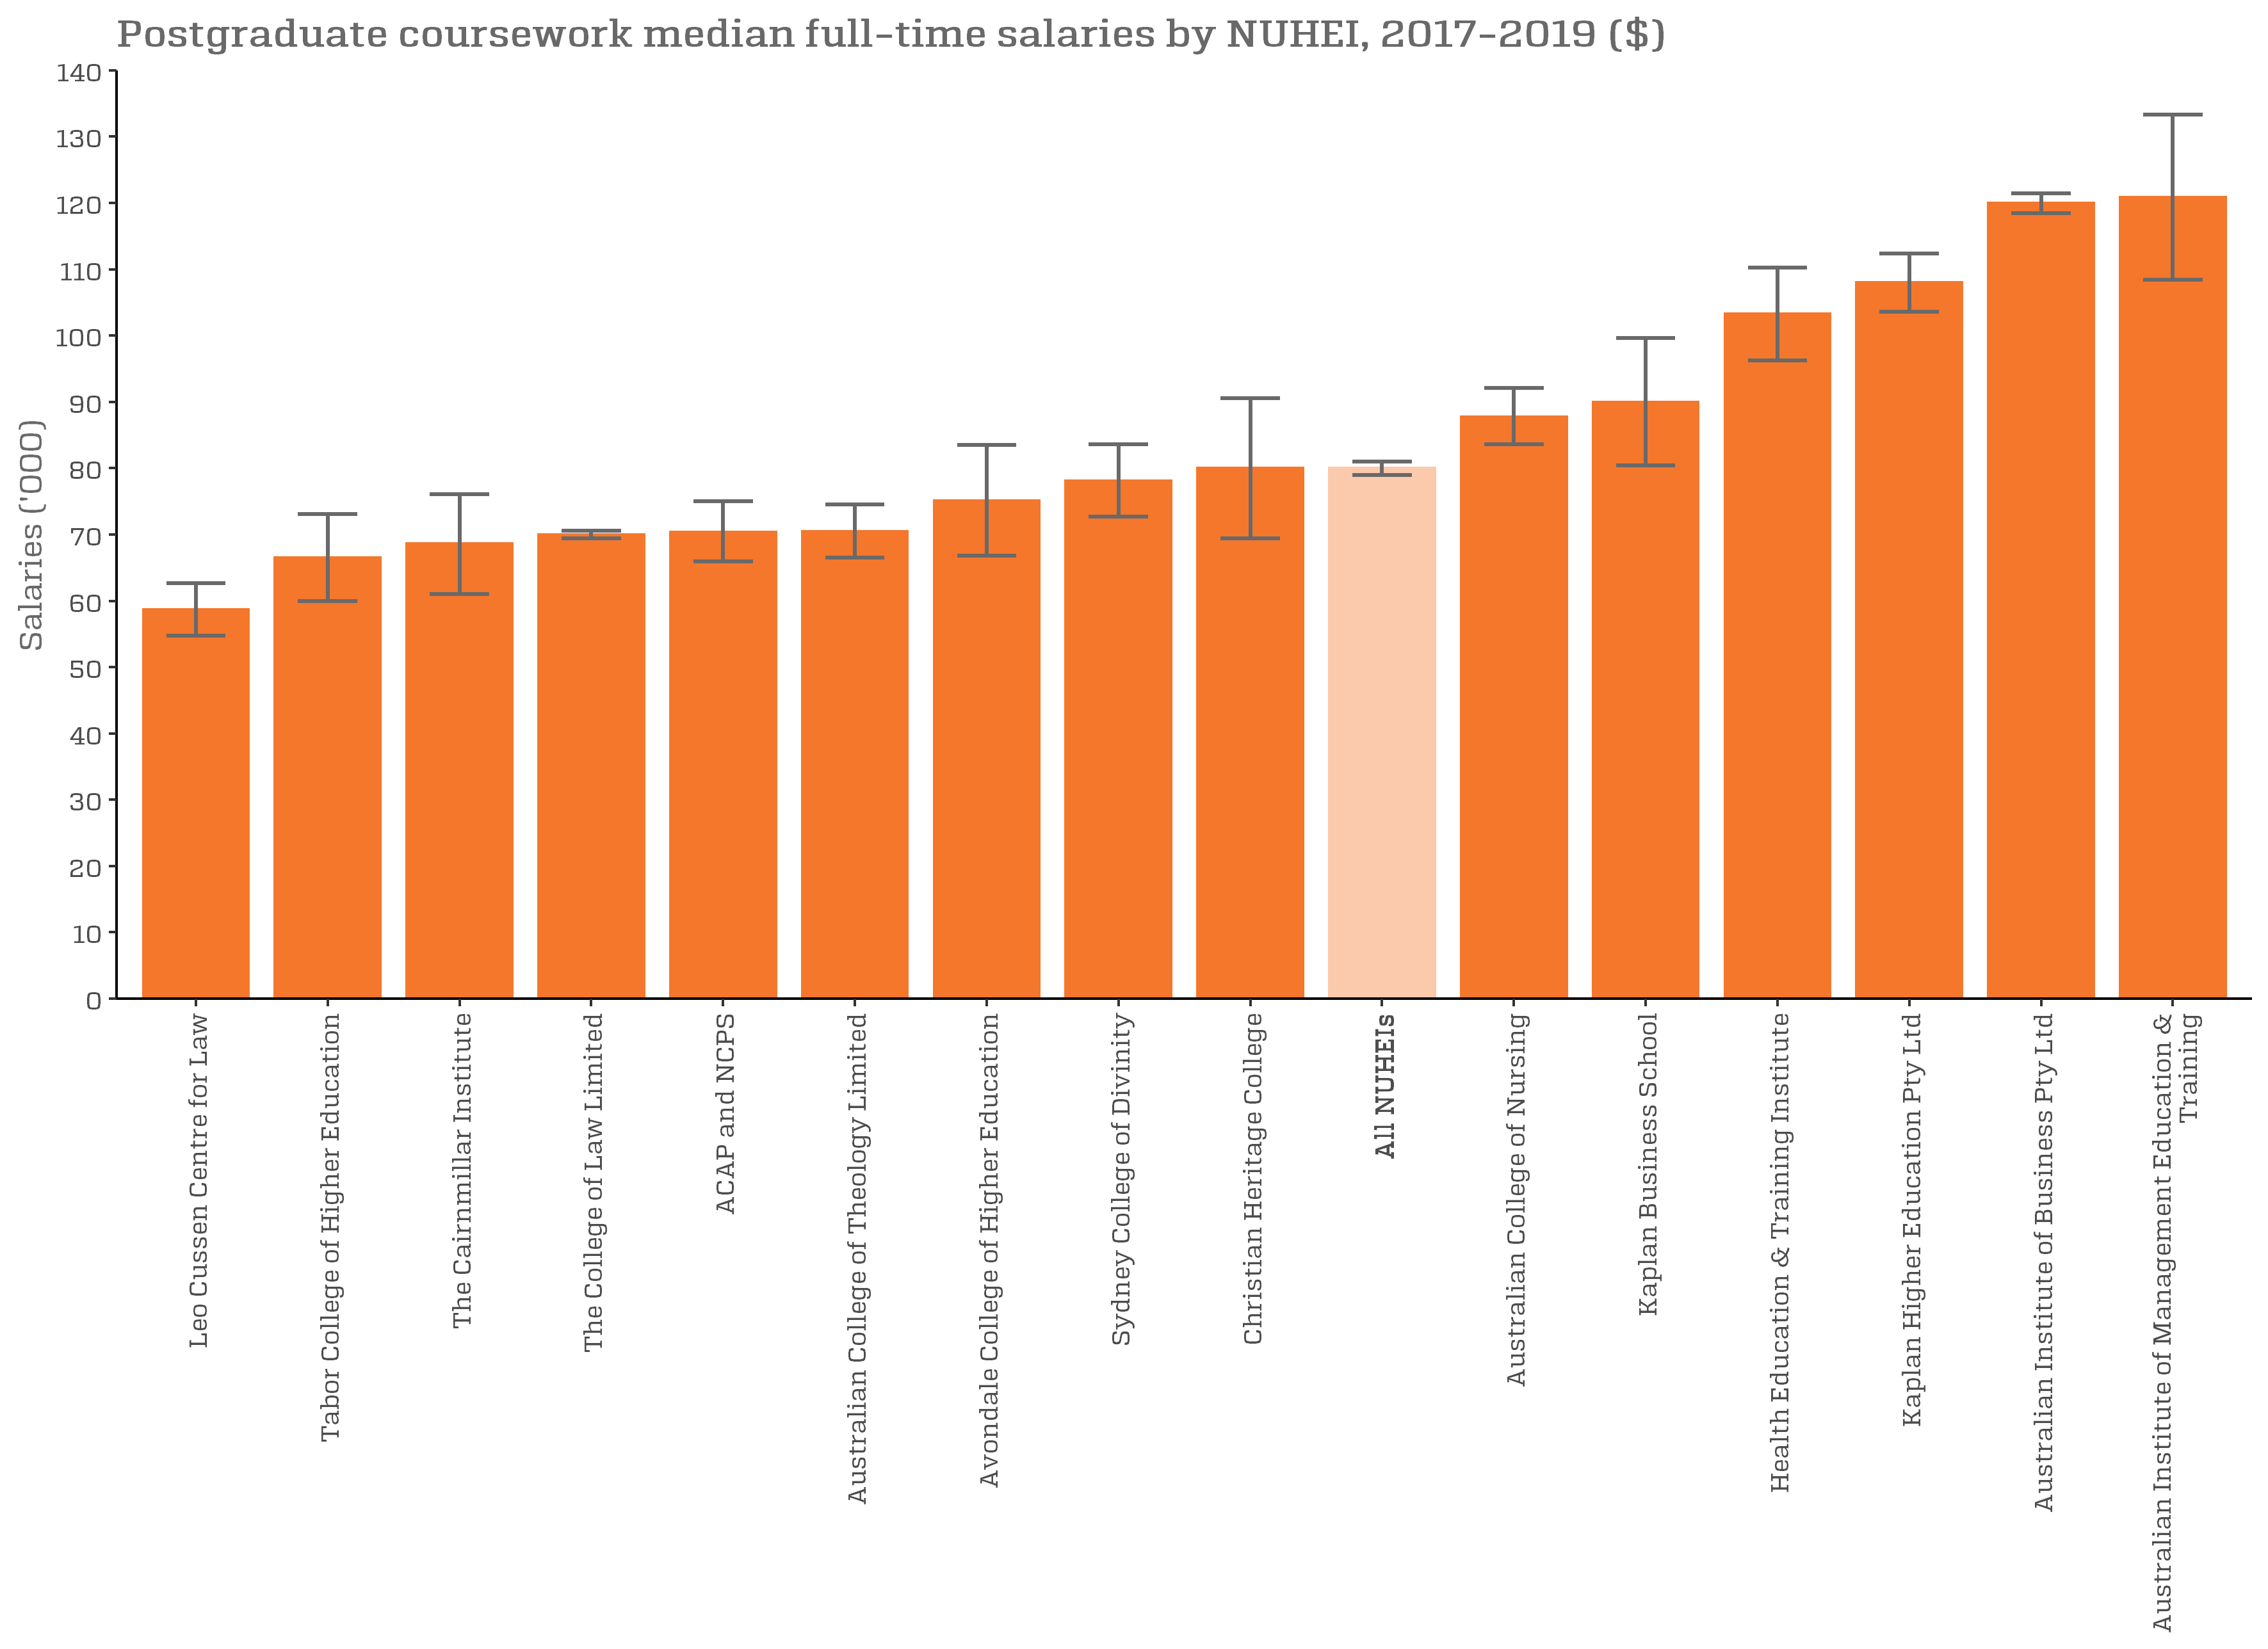 Postgraduate coursework median full-time salaries by NUHEI, 2017-2019 ($)
Salaries ('000)
140
130
120
110
100
90
80
70
60
50
40
30
20
10
0
Leo Cussen Centre for Law
Tabor College of Higher Education
The Cairnmillar Institute
The College of Law Limited
ACAP and NCPS
Australian College of Theology Limited
Avondale College of Higher Education
Sydney College of Divinity
Christian Heritage College
All NUHEIs
Australian College of Nursing
Kaplan Business School
Health Education & Training Institute
Kaplan Higher Education Pty Ltd
Australian Institute of Business Pty Ltd
Australian Institute of Management Education &
Training